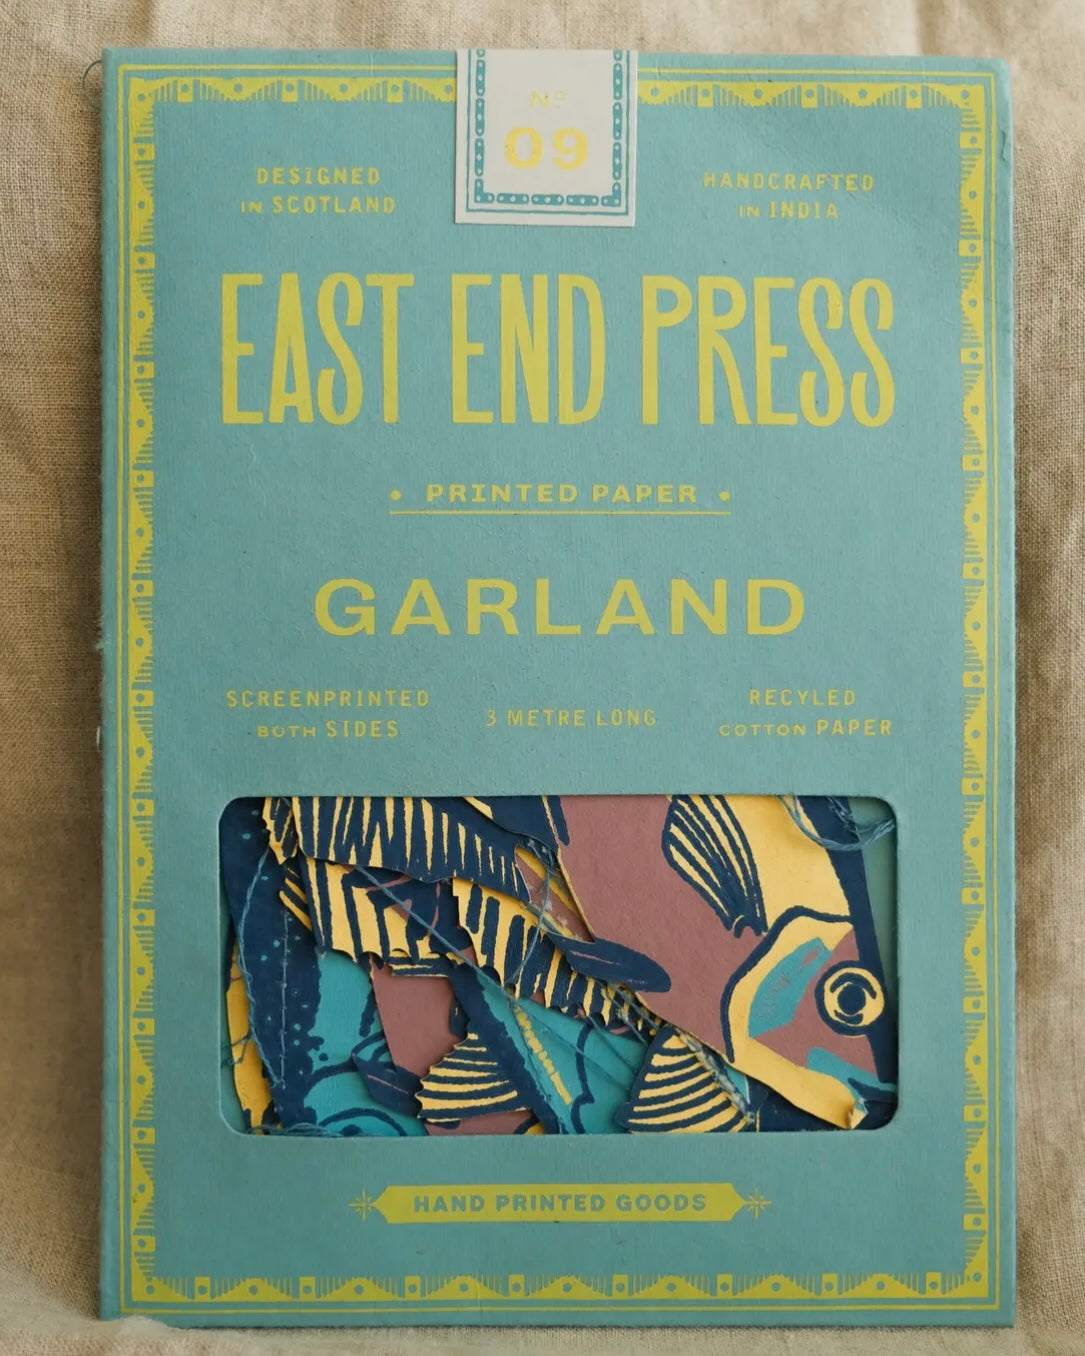 Nº
09
DESIGNED
IN SCOTLAND
HANDCRAFTED
IN INDIA
EAST END PRESS
• PRINTED PAPER •
GARLAND
SCREENPRINTED
BOTH SIDES
3 METRE LONG
RECYLED
COTTON PAPER
HAND PRINTED GOODS